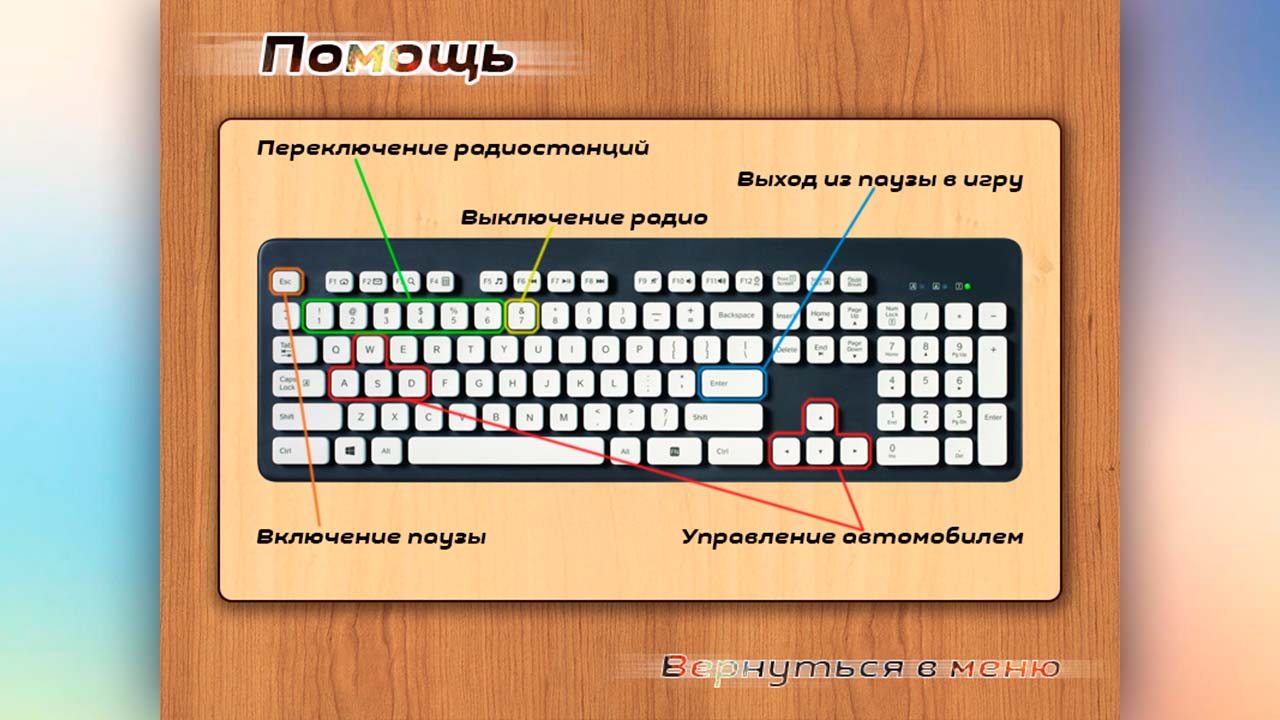 Помощь
Переключение радиостанций
Выход из паузы в игру
Выключение радио
Esc F1 F2 F4 F5 F6 F7 F8 F9 F10 F11 F12 Print Screen Break
! 1 @ 2 # 3 $ 4 % 5 ^ 6 & 7 * 8 ( 9 ) 0 Backspace Insert Home Page Up Num Lock / * −
Tab Q W E R T Y U I O P { [ } ] | \ Delete End Page Down 7 Home 8 9 Pg Up +
Caps Lock A S D F G H J K L Enter 4 5 6
Shift Z X C V B N M < , > . ? / Shift 1 End 2 3 Pg Dn Enter
Ctrl Alt Alt Fn Ctrl 0 Ins . Del
Включение паузы
Управление автомобилем
Вернуться в меню